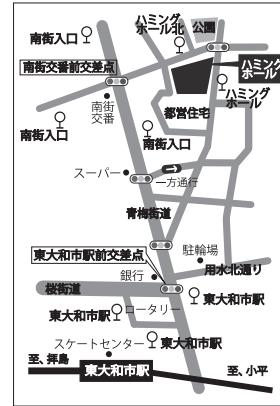 ハミング
ホール北
公園
南街入口
南街交番前交差点
ハミング
ホール
ハミング
ホール
南街
交番
都営住宅
南街入口
南街入口
スーパー
一方通行
青梅街道
東大和市駅前交差点
駐輪場
銀行
用水北通り
桜街道
東大和市駅
ロータリー
東大和市駅
東大和市駅
スケートセンター
至、拝島
東大和市駅
至、小平